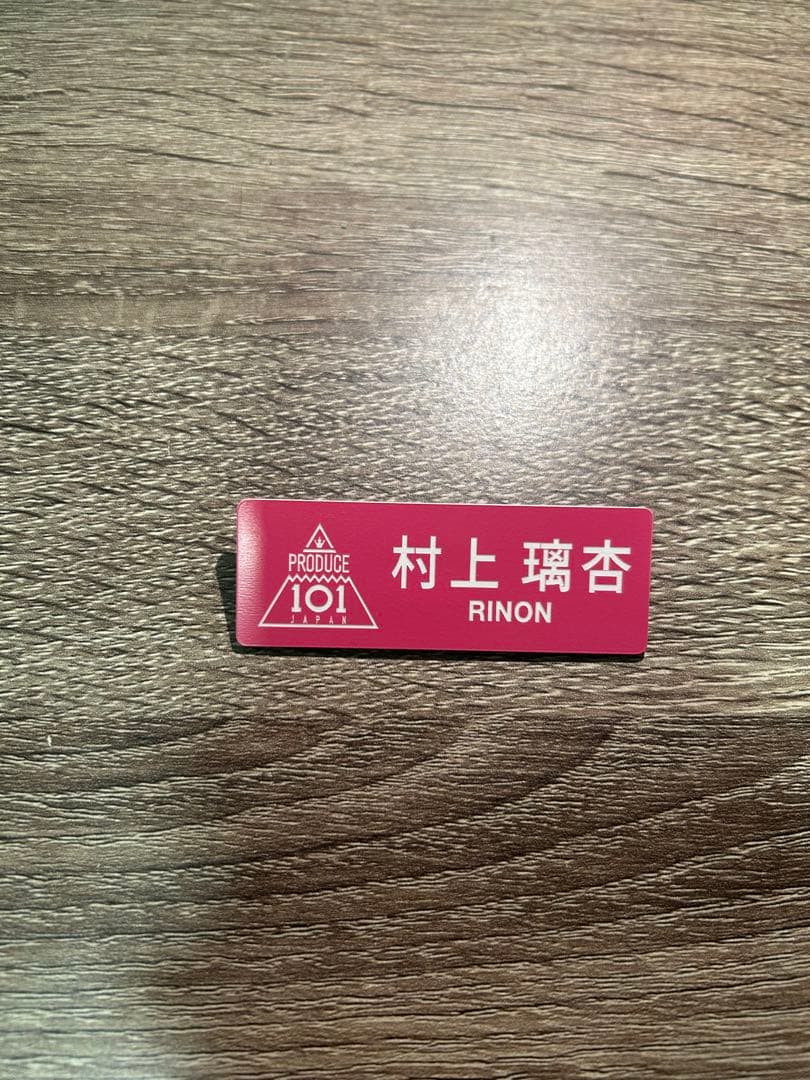 PRODUCE
101
JAPAN
村上 璃杏
RINON